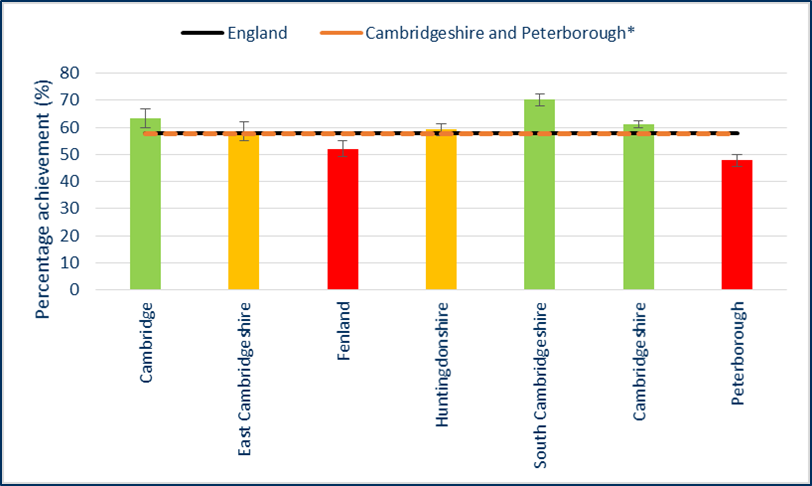 England
Cambridgeshire and Peterborough*
Percentage achievement (%)
80
70
60
50
40
30
20
10
0
Cambridge
East Cambridgeshire
Fenland
Huntingdonshire
South Cambridgeshire
Cambridgeshire
Peterborough